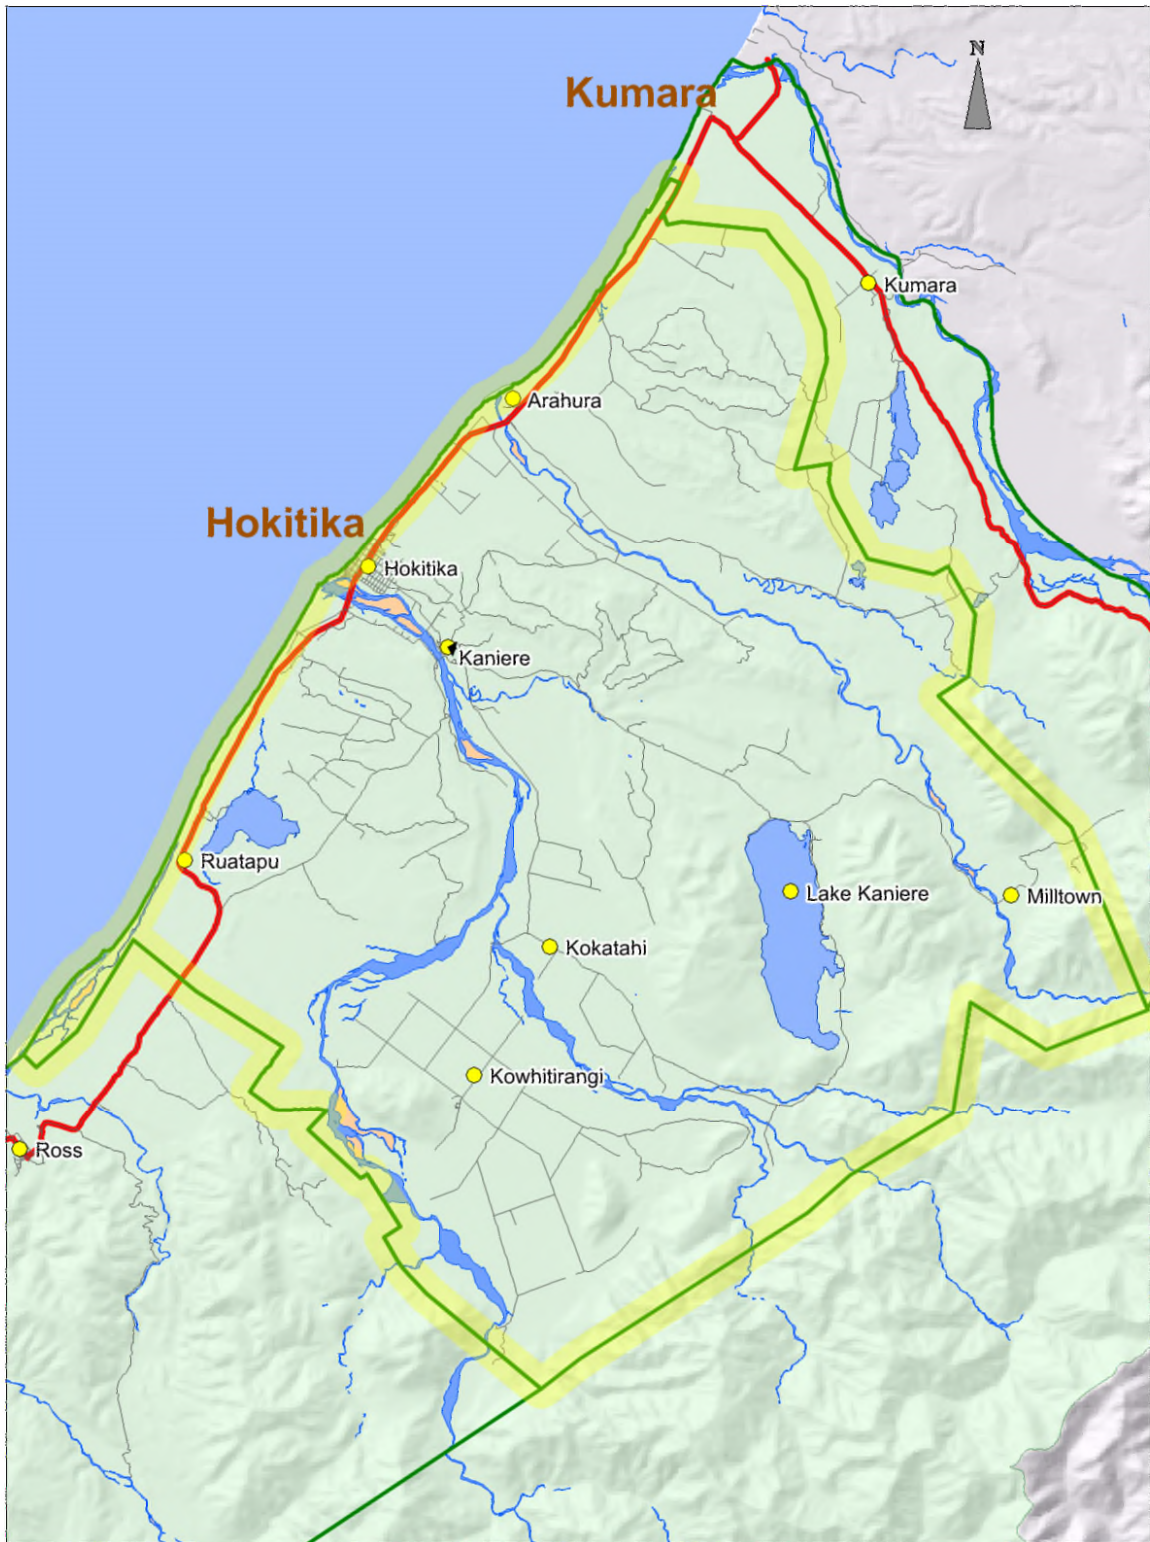 N
Kumara
Kumara
Arahura
Hokitika
Hokitika
Kaniere
Ruatapu
Lake Kaniere
Milltown
Kokatahi
Kowhitirangi
Ross